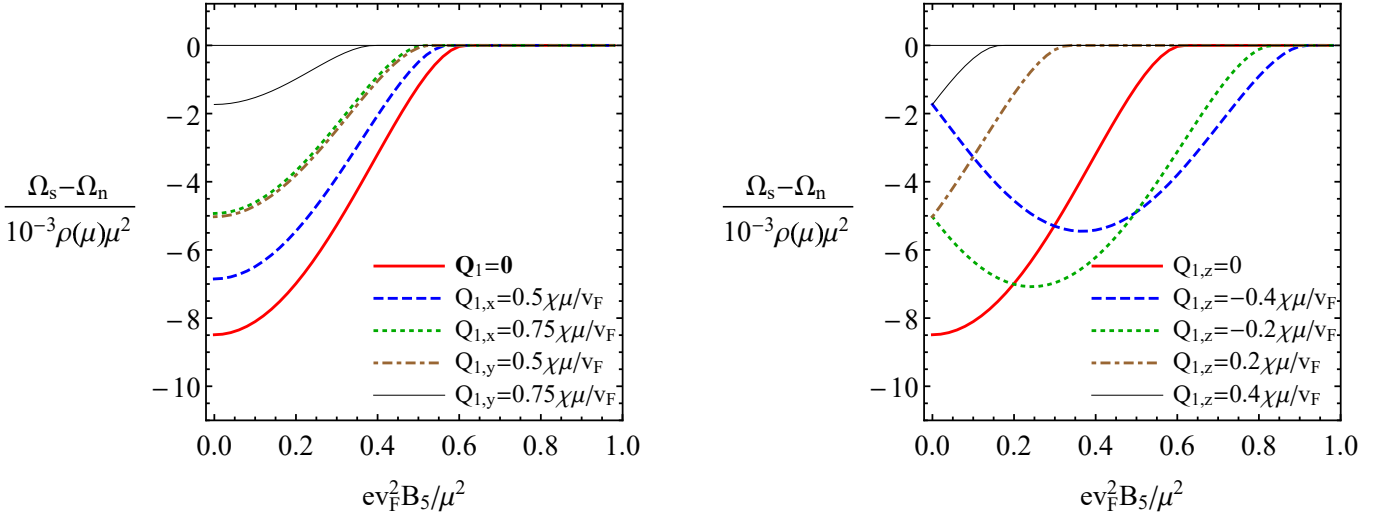 0
−2
−4
−6
−8
−10
Ωs−Ωn
10−3ρ(μ)μ2
Q1=0
Q1,x=0.5χμ/vF
Q1,x=0.75χμ/vF
Q1,y=0.5χμ/vF
Q1,y=0.75χμ/vF
0.0 0.2 0.4 0.6 0.8 1.0
evF2B5/μ2
0
−2
−4
−6
−8
−10
Ωs−Ωn
10−3ρ(μ)μ2
Q1,z=0
Q1,z=−0.4χμ/vF
Q1,z=−0.2χμ/vF
Q1,z=0.2χμ/vF
Q1,z=0.4χμ/vF
0.0 0.2 0.4 0.6 0.8 1.0
evF2B5/μ2